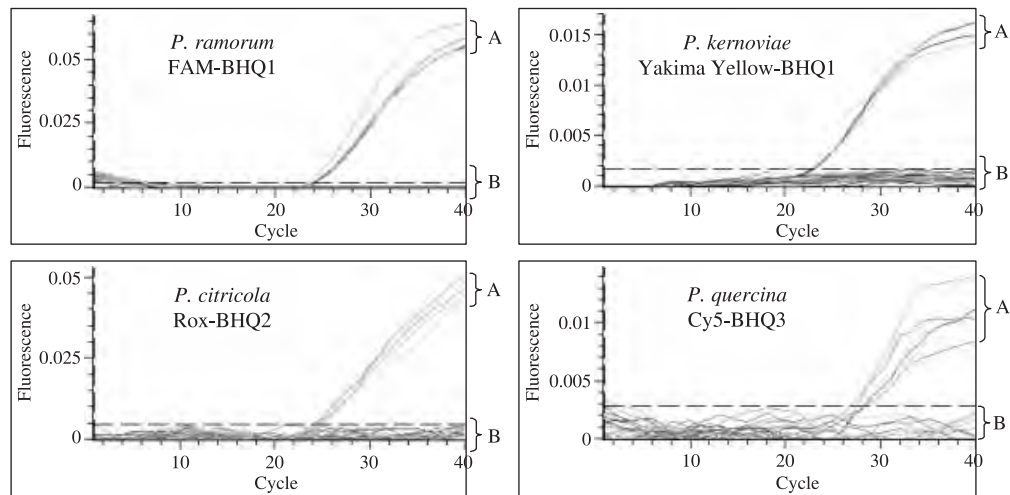 P. ramorum
FAM-BHQ1
Fluorescence
0.05
0.025
0
10
20
30
40
Cycle
A
B
P. kernoviae
Yakima Yellow-BHQ1
Fluorescence
0.015
0.01
0.005
0
10
20
30
40
Cycle
A
B
P. citricola
Rox-BHQ2
Fluorescence
0.05
0.025
0
10
20
30
40
Cycle
A
B
P. quercina
Cy5-BHQ3
Fluorescence
0.01
0.005
0
10
20
30
40
Cycle
A
B